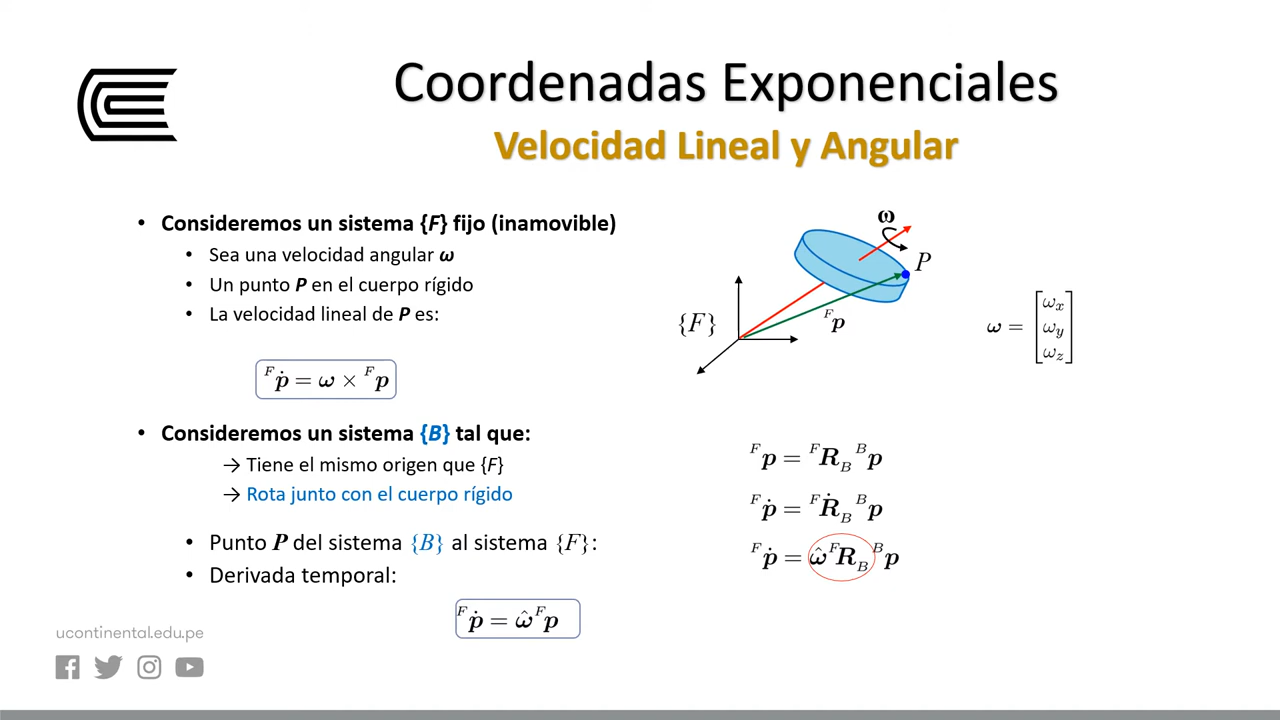 Coordenadas Exponenciales
Velocidad Lineal y Angular
• Consideremos un sistema {F} fijo (inamovible)
• Sea una velocidad angular ω
• Un punto P en el cuerpo rígido
• La velocidad lineal de P es:
ᶠṗ = ω × ᶠp
ω
P
{F}
ᶠp
ω = [ω_x ω_y ω_z]
• Consideremos un sistema {B} tal que:
→ Tiene el mismo origen que {F}
→ Rota junto con el cuerpo rígido
• Punto P del sistema {B} al sistema {F}:
• Derivada temporal:
ᶠp = ᶠR_B ᴮp
ᶠṗ = ᶠṘ_B ᴮp
ᶠṗ = ω̂ ᶠR_B ᴮp
ᶠṗ = ω̂ ᶠp
ucontinental.edu.pe